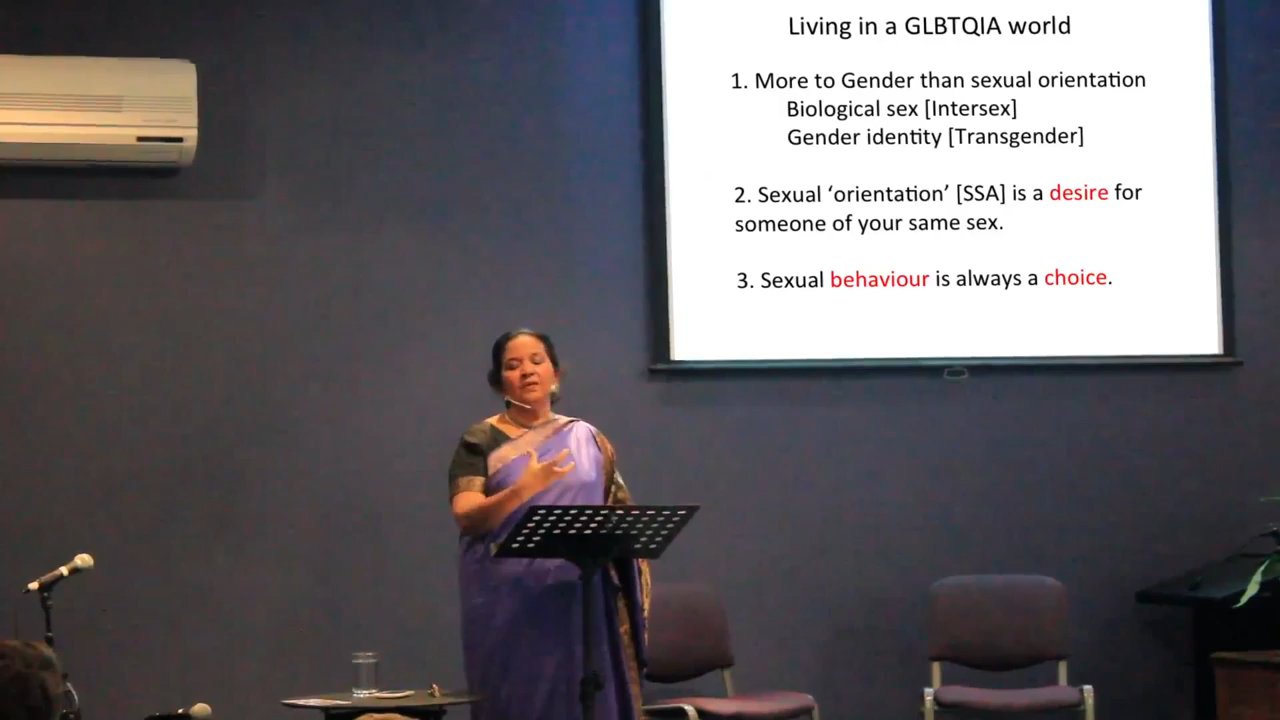 Living in a GLBTQIA world
1. More to Gender than sexual orientation
Biological sex [Intersex]
Gender identity [Transgender]
2. Sexual ‘orientation’ [SSA] is a desire for
someone of your same sex.
3. Sexual behaviour is always a choice.